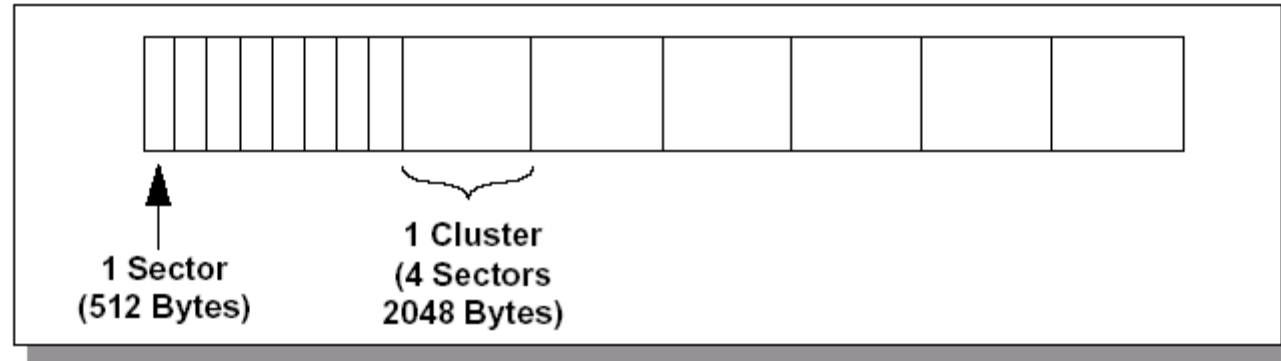 1 Sector
(512 Bytes)
1 Cluster
(4 Sectors
2048 Bytes)